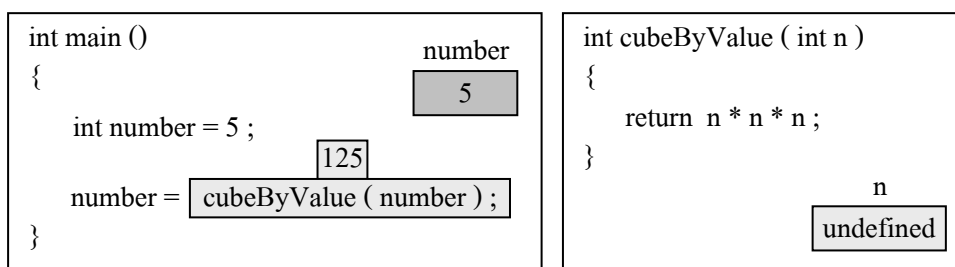 int main ()
{
number
5
int number = 5 ;
125
number = cubeByValue ( number ) ;
}
int cubeByValue ( int n )
{
return n * n * n ;
}
n
undefined